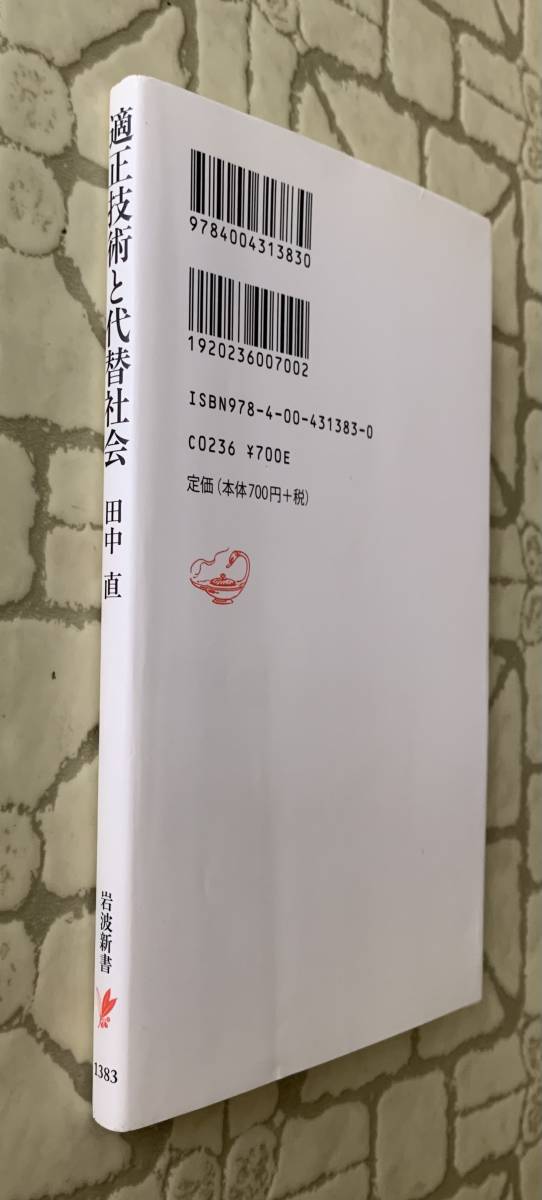 適正技術と代替社会
田中 直
岩波新書
1383
9784004313830
1920236007002
ISBN978-4-00-431383-0
C0236 ¥700E
定価(本体700円+税)